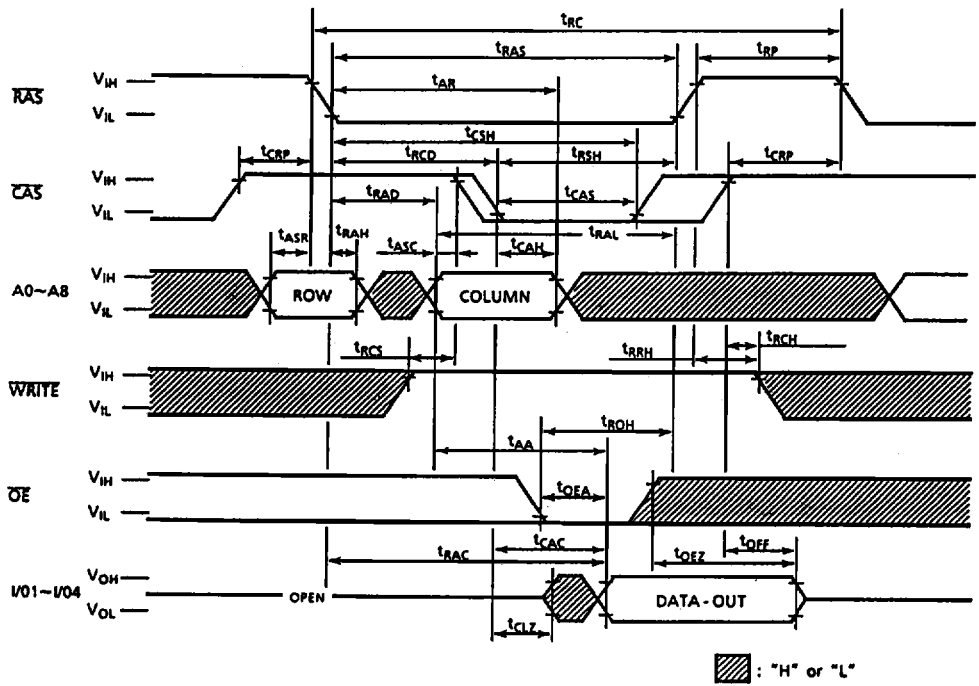 tRC
tRAS
tRP
tAR
RAS
VIH
VIL
tCSH
tCRP
tRCD
tRSH
tCRP
CAS
VIH
VIL
tRAD
tCAS
tRAL
tASR
tRAH
tASC
tCAH
A0~A8
VIH
VIL
ROW
COLUMN
tRCS
tRRH
tRCH
WRITE
VIH
VIL
tROH
tAA
OE
VIH
VIL
tOEA
tCAC
tOFF
tRAC
tOEZ
I/01~I/04
VOH
VOL
OPEN
DATA-OUT
tCLZ
: "H" or "L"